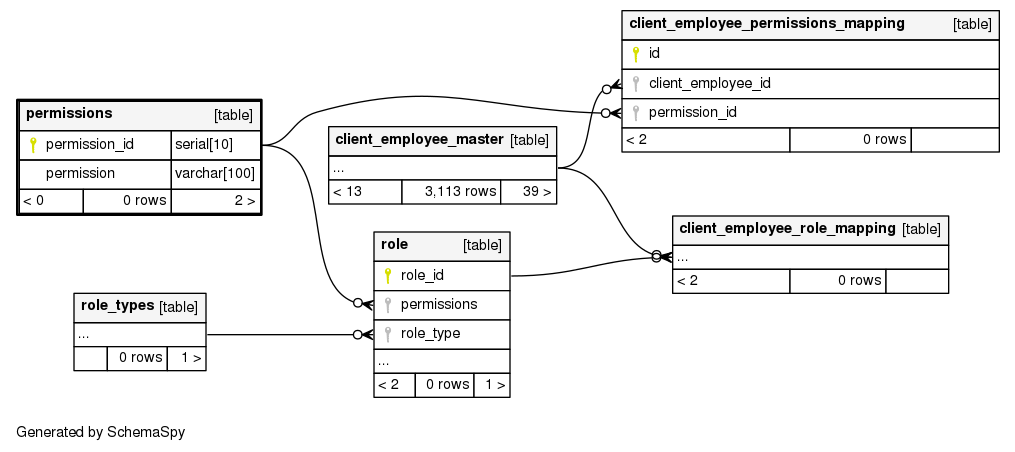 client_employee_permissions_mapping [table]
id
client_employee_id
permission_id
< 2 0 rows
permissions [table]
permission_id serial[10]
permission varchar[100]
< 0 0 rows 2 >
client_employee_master [table]
...
< 13 3,113 rows 39 >
client_employee_role_mapping [table]
...
< 2 0 rows
role [table]
role_id
permissions
role_type
...
< 2 0 rows 1 >
role_types [table]
...
0 rows 1 >
Generated by SchemaSpy